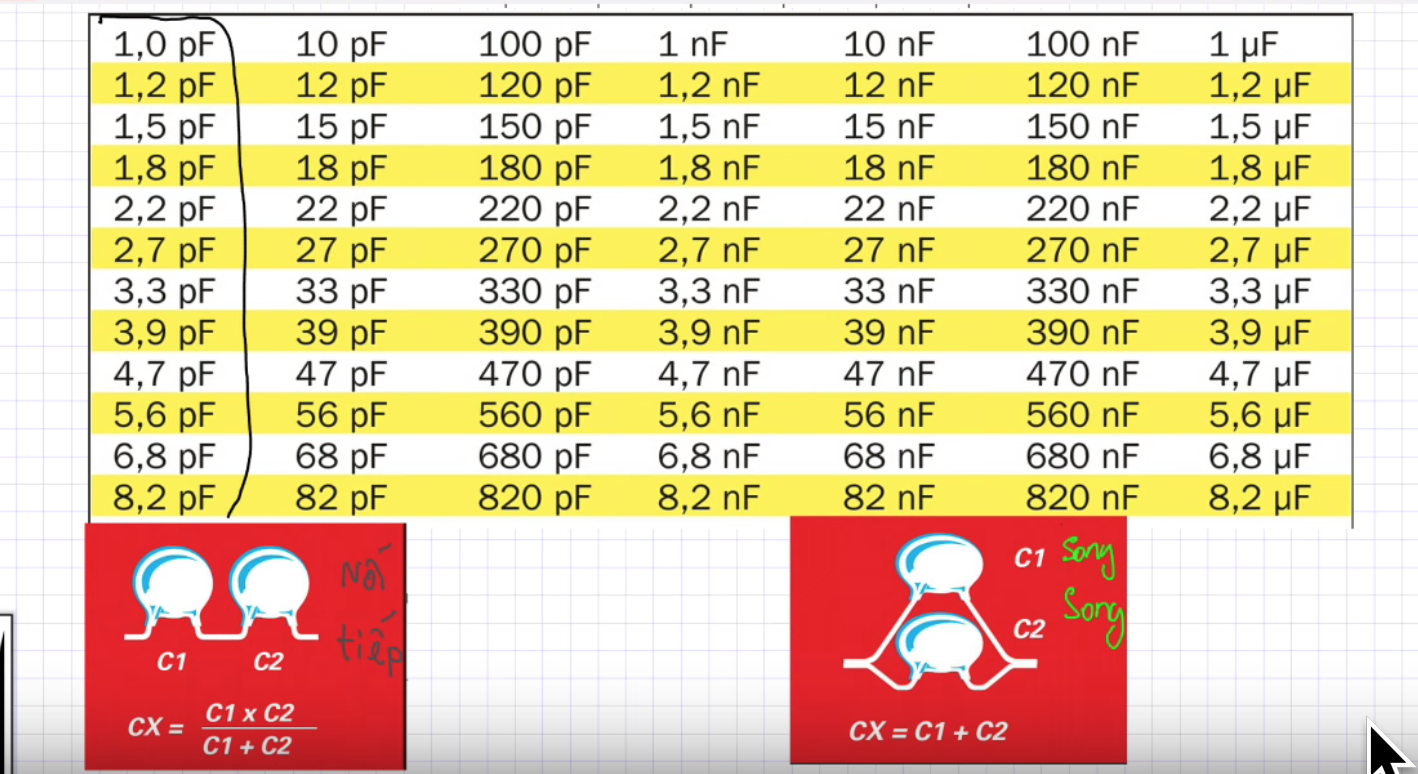 1,0 pF 10 pF 100 pF 1 nF 10 nF 100 nF 1 µF
1,2 pF 12 pF 120 pF 1,2 nF 12 nF 120 nF 1,2 µF
1,5 pF 15 pF 150 pF 1,5 nF 15 nF 150 nF 1,5 µF
1,8 pF 18 pF 180 pF 1,8 nF 18 nF 180 nF 1,8 µF
2,2 pF 22 pF 220 pF 2,2 nF 22 nF 220 nF 2,2 µF
2,7 pF 27 pF 270 pF 2,7 nF 27 nF 270 nF 2,7 µF
3,3 pF 33 pF 330 pF 3,3 nF 33 nF 330 nF 3,3 µF
3,9 pF 39 pF 390 pF 3,9 nF 39 nF 390 nF 3,9 µF
4,7 pF 47 pF 470 pF 4,7 nF 47 nF 470 nF 4,7 µF
5,6 pF 56 pF 560 pF 5,6 nF 56 nF 560 nF 5,6 µF
6,8 pF 68 pF 680 pF 6,8 nF 68 nF 680 nF 6,8 µF
8,2 pF 82 pF 820 pF 8,2 nF 82 nF 820 nF 8,2 µF
Nối
tiếp
C1 C2
CX = C1 x C2
C1 + C2
C1 Song
C2 Song
CX = C1 + C2